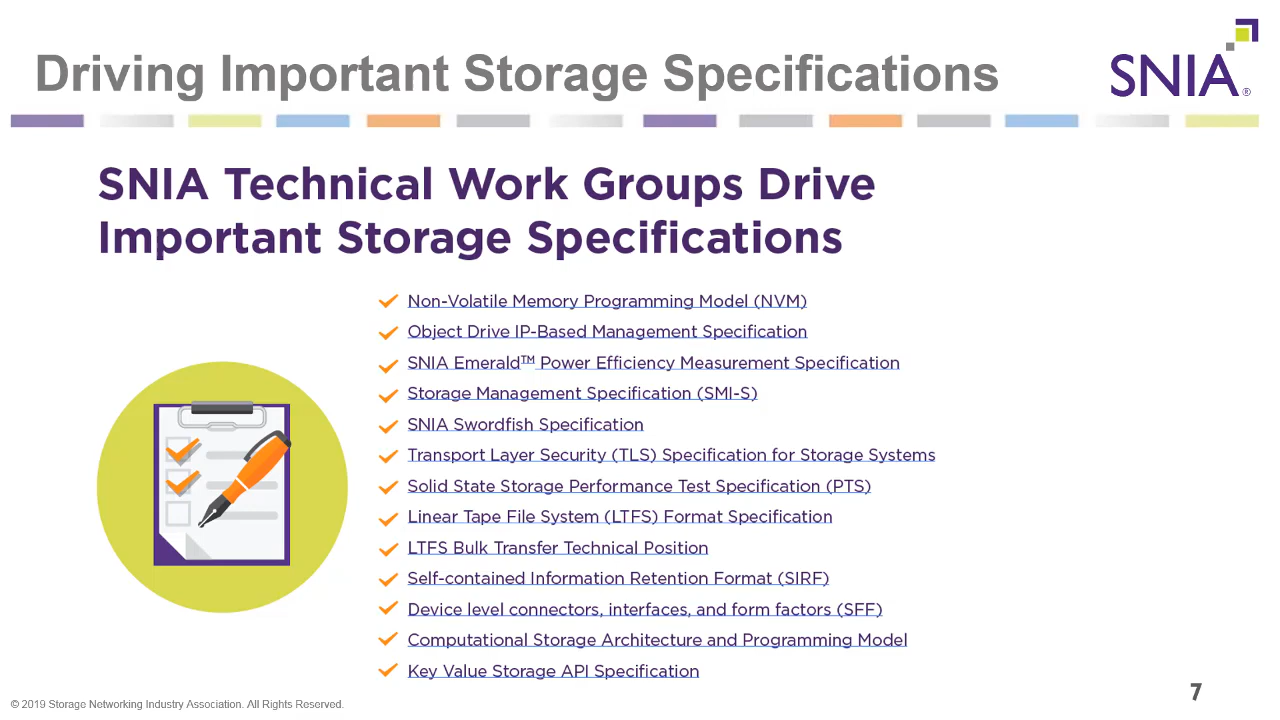 Driving Important Storage Specifications
SNIA®
SNIA Technical Work Groups Drive
Important Storage Specifications
Non-Volatile Memory Programming Model (NVM)
Object Drive IP-Based Management Specification
SNIA Emerald™ Power Efficiency Measurement Specification
Storage Management Specification (SMI-S)
SNIA Swordfish Specification
Transport Layer Security (TLS) Specification for Storage Systems
Solid State Storage Performance Test Specification (PTS)
Linear Tape File System (LTFS) Format Specification
LTFS Bulk Transfer Technical Position
Self-contained Information Retention Format (SIRF)
Device level connectors, interfaces, and form factors (SFF)
Computational Storage Architecture and Programming Model
Key Value Storage API Specification
© 2019 Storage Networking Industry Association. All Rights Reserved.
7